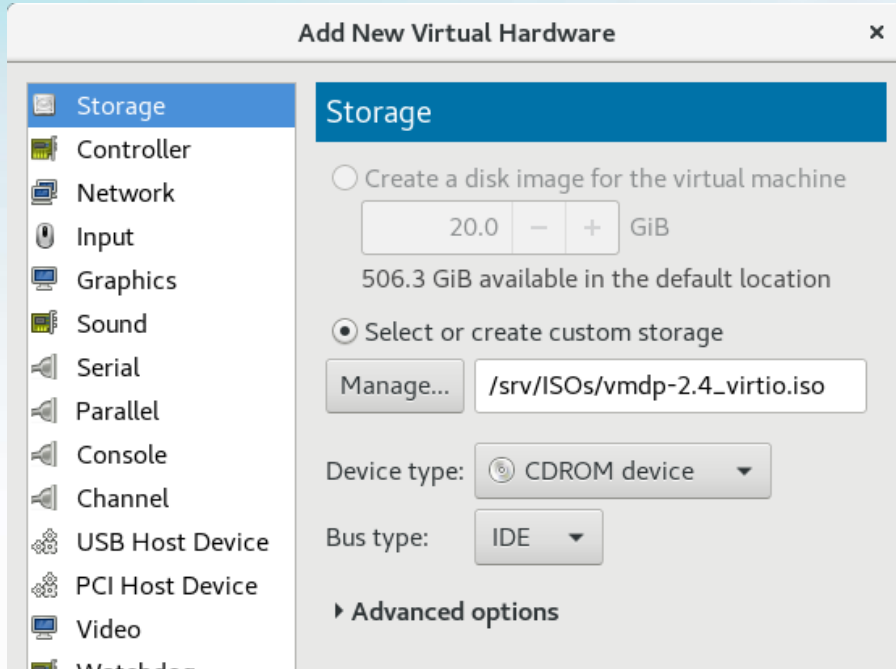 Add New Virtual Hardware
Storage
Controller
Network
Input
Graphics
Sound
Serial
Parallel
Console
Channel
USB Host Device
PCI Host Device
Video
Watchdog
Storage
Create a disk image for the virtual machine
20.0 − + GiB
506.3 GiB available in the default location
Select or create custom storage
Manage... /srv/ISOs/vmdp-2.4_virtio.iso
Device type: CDROM device
Bus type: IDE
Advanced options